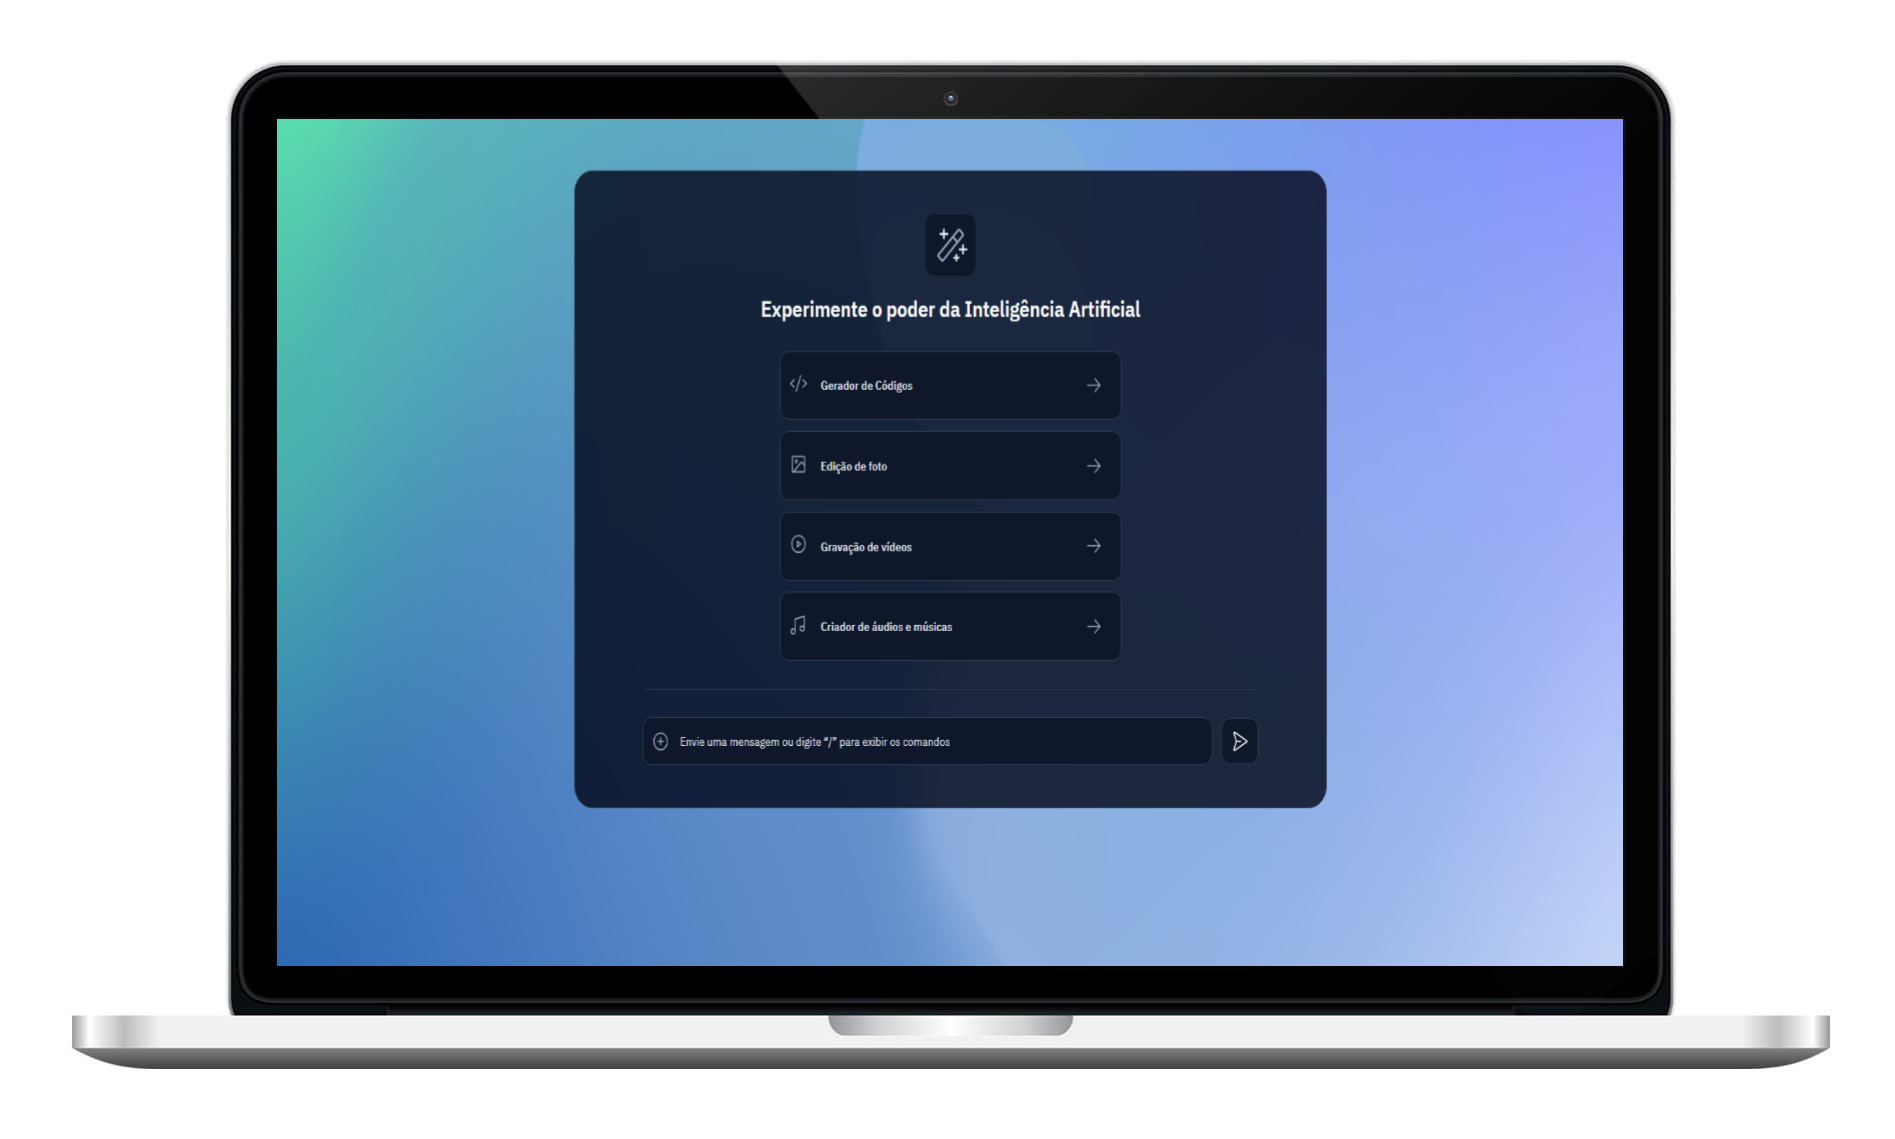 Experimente o poder da Inteligência Artificial
Gerador de Códigos
Edição de foto
Gravação de vídeos
Criador de áudios e músicas
Envie uma mensagem ou digite “/” para exibir os comandos